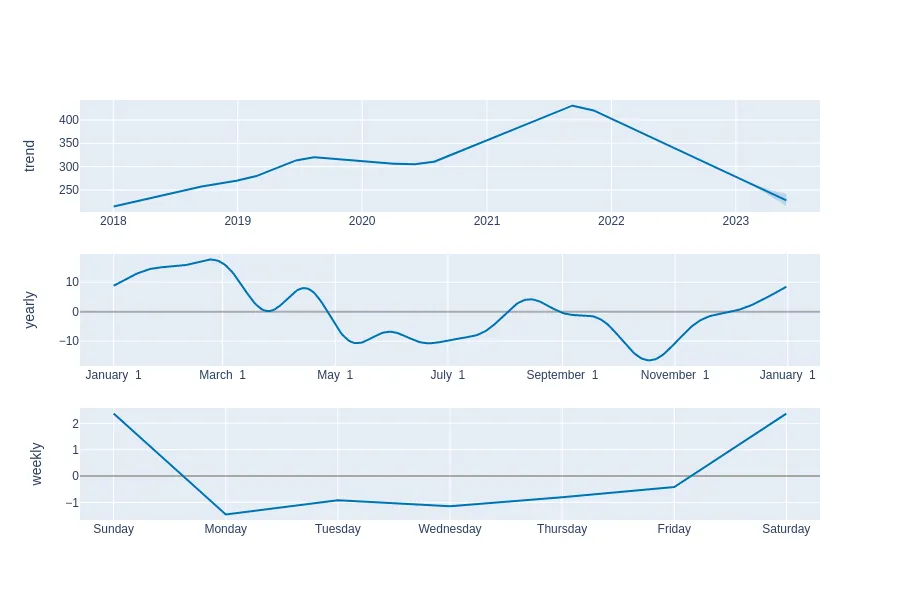 trend
400
350
300
250
2018 2019 2020 2021 2022 2023
yearly
10
0
−10
January 1 March 1 May 1 July 1 September 1 November 1 January 1
weekly
2
1
0
−1
Sunday Monday Tuesday Wednesday Thursday Friday Saturday